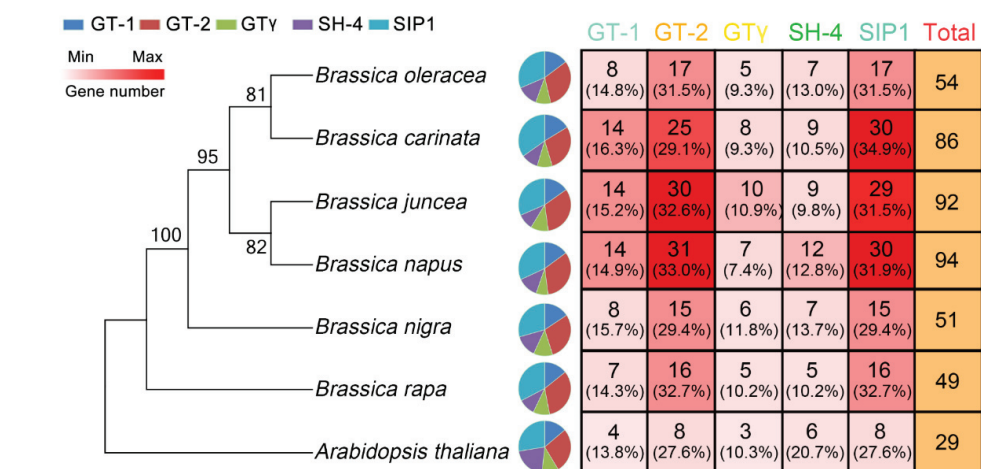 GT-1 GT-2 GTγ SH-4 SIP1
Min Max
Gene number
GT-1 GT-2 GTγ SH-4 SIP1 Total
Brassica oleracea 8 17 5 7 17 54
(14.8%) (31.5%) (9.3%) (13.0%) (31.5%)
81
Brassica carinata 14 25 8 9 30 86
(16.3%) (29.1%) (9.3%) (10.5%) (34.9%)
95
Brassica juncea 14 30 10 9 29 92
(15.2%) (32.6%) (10.9%) (9.8%) (31.5%)
100
82
Brassica napus 14 31 7 12 30 94
(14.9%) (33.0%) (7.4%) (12.8%) (31.9%)
Brassica nigra 8 15 6 7 15 51
(15.7%) (29.4%) (11.8%) (13.7%) (29.4%)
Brassica rapa 7 16 5 5 16 49
(14.3%) (32.7%) (10.2%) (10.2%) (32.7%)
Arabidopsis thaliana 4 8 3 6 8 29
(13.8%) (27.6%) (10.3%) (20.7%) (27.6%)